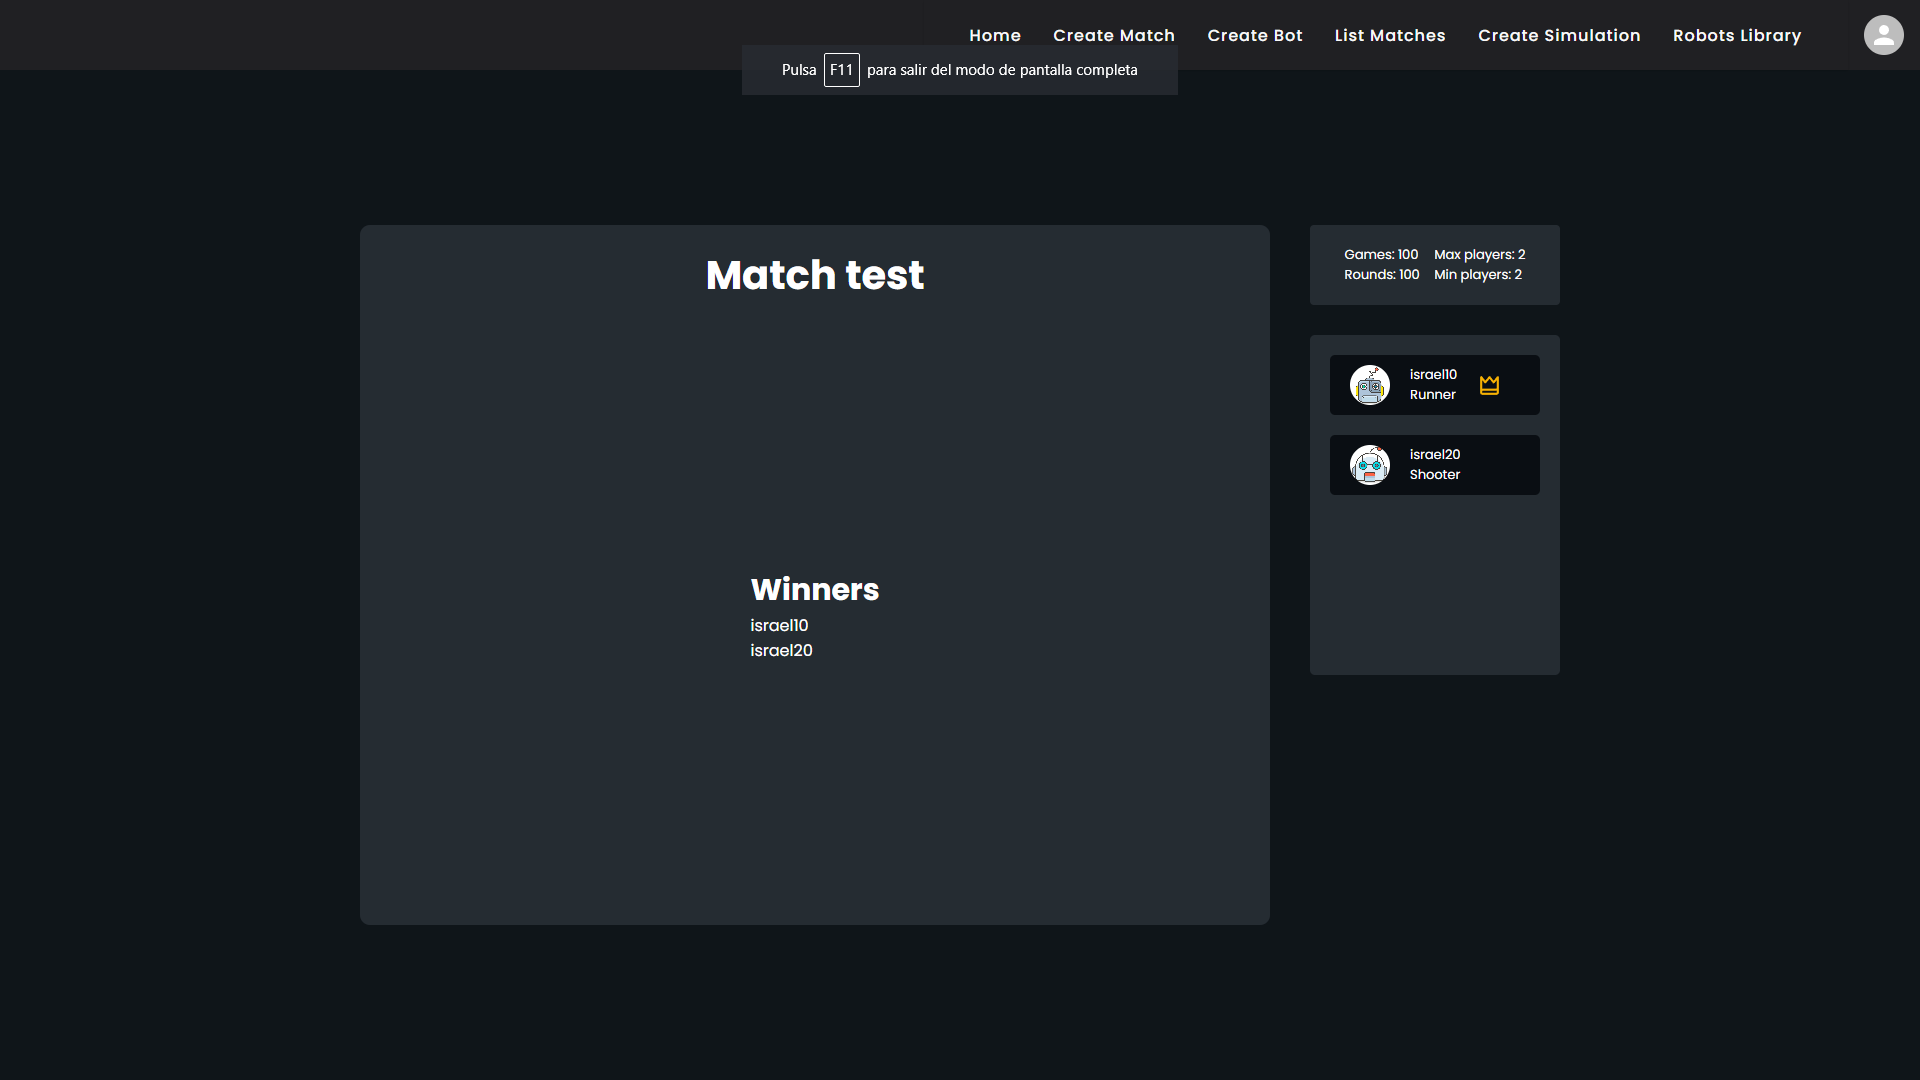 Home Create Match Create Bot List Matches Create Simulation Robots Library
Pulsa F11 para salir del modo de pantalla completa
Match test
Winners
israel10
israel20
Games: 100 Max players: 2
Rounds: 100 Min players: 2
israel10
Runner
israel20
Shooter